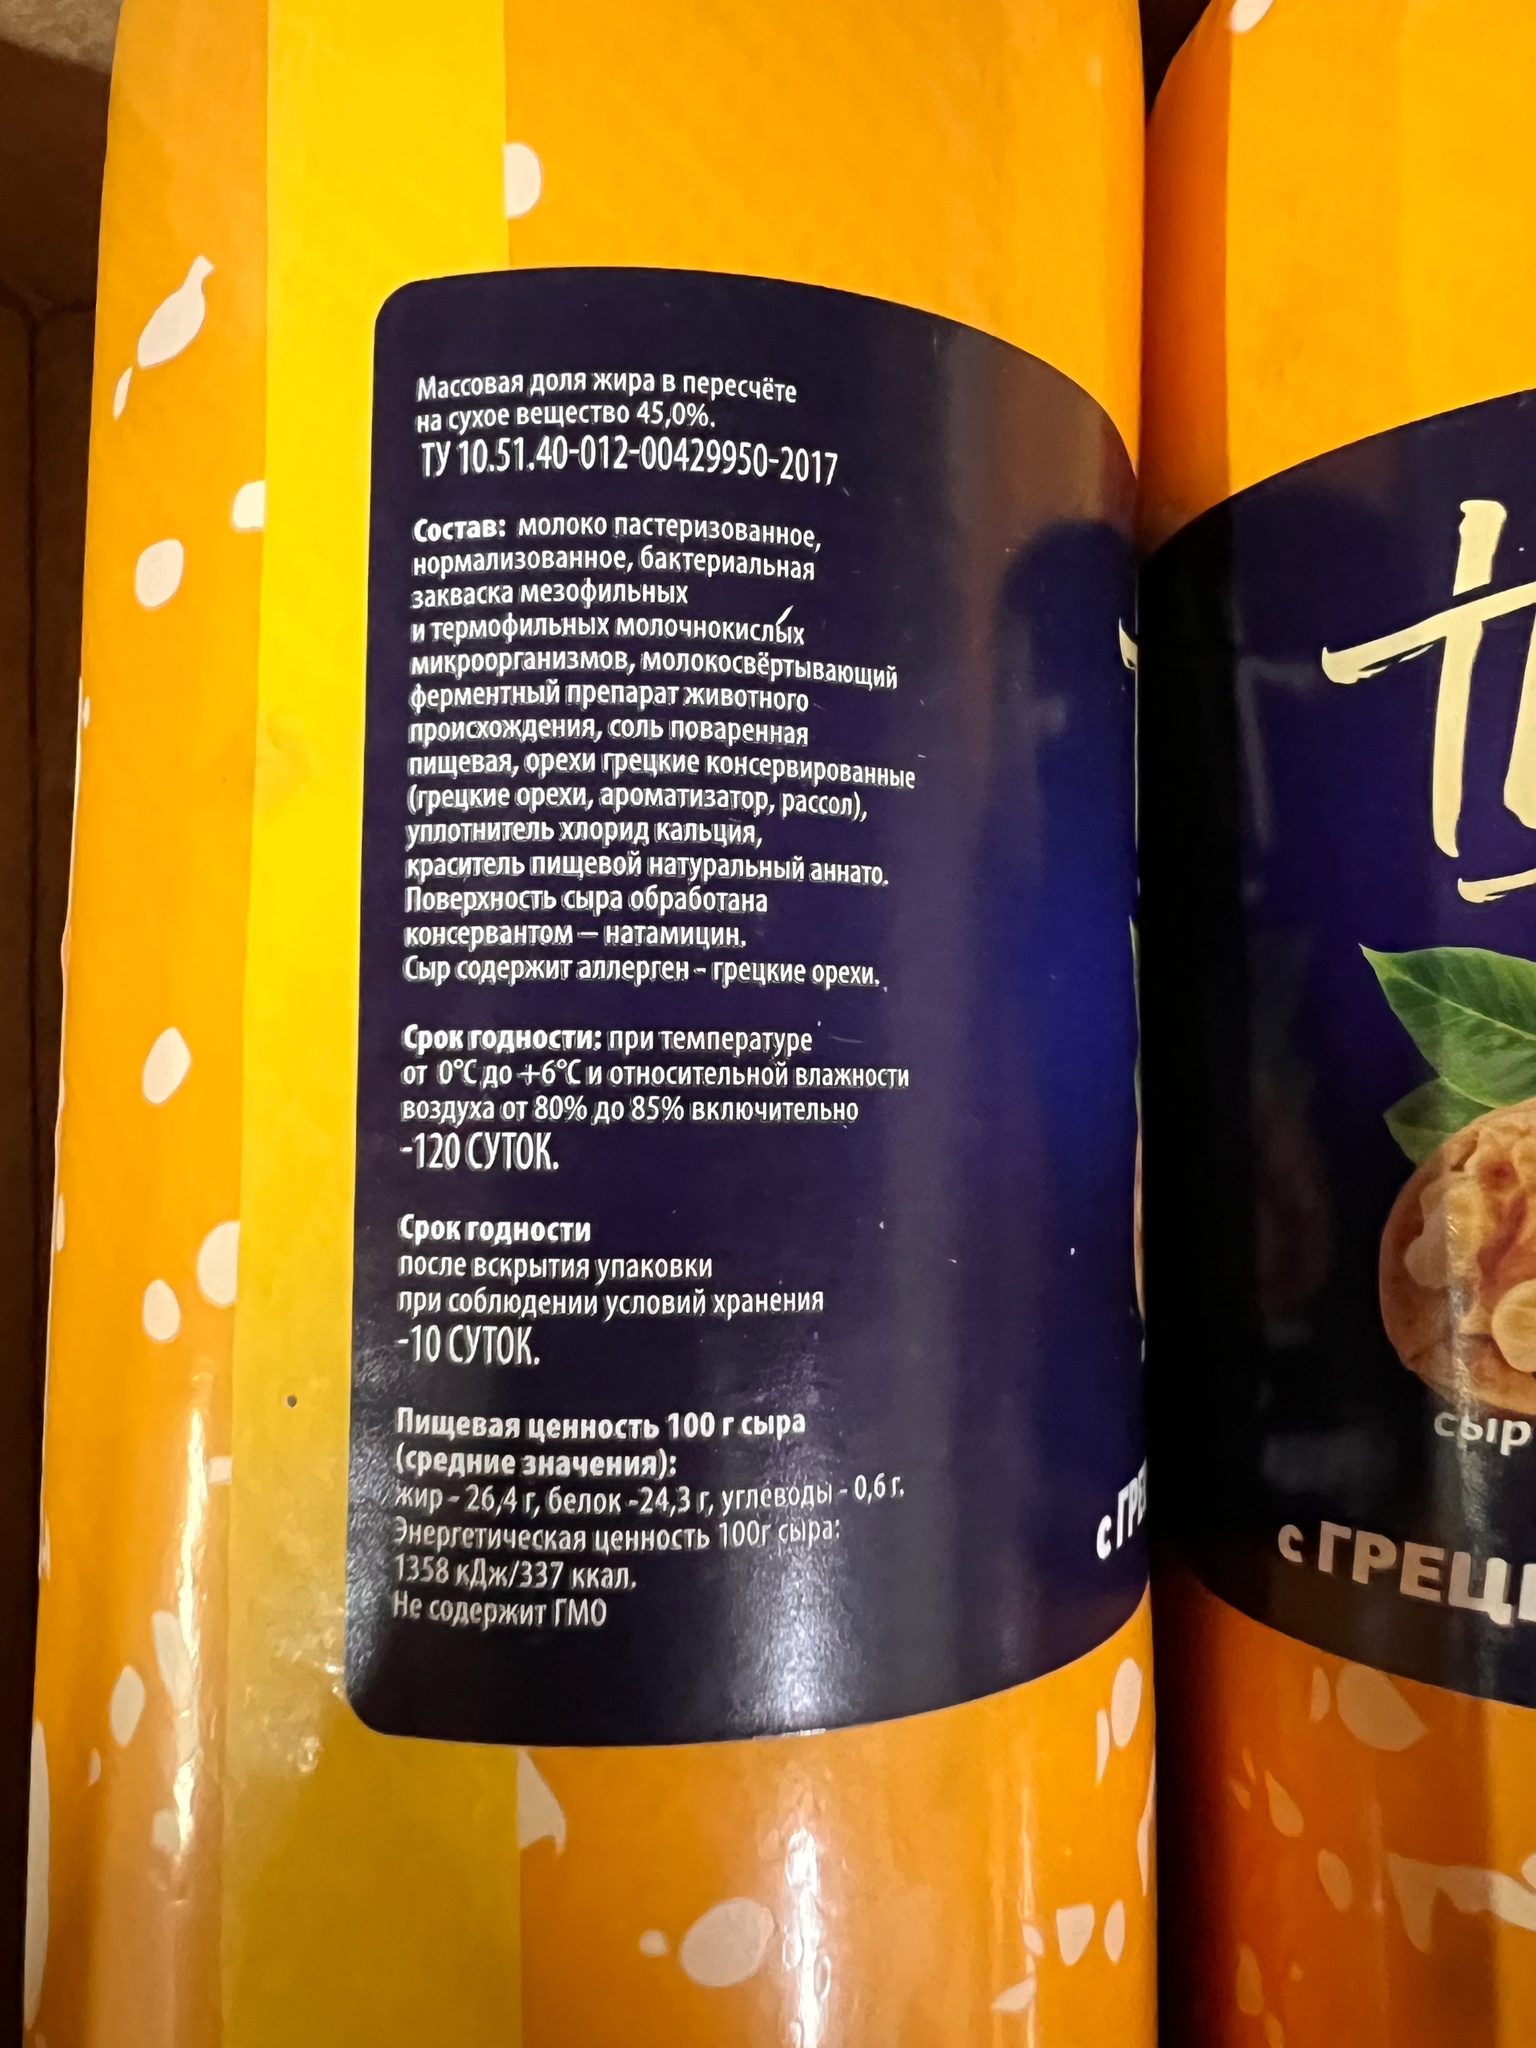 Массовая доля жира в пересчёте
на сухое вещество 45,0%.
ТУ 10.51.40-012-00429950-2017
Состав: молоко пастеризованное,
нормализованное, бактериальная
закваска мезофильных
и термофильных молочнокислых
микроорганизмов, молокосвёртывающий
ферментный препарат животного
происхождения, соль поваренная
пищевая, орехи грецкие консервированные
(грецкие орехи, ароматизатор, рассол),
уплотнитель хлорид кальция,
краситель пищевой натуральный аннато.
Поверхность сыра обработана
консервантом – натамицин.
Сыр содержит аллерген - грецкие орехи.
Срок годности: при температуре
от 0°С до +6°С и относительной влажности
воздуха от 80% до 85% включительно
-120 СУТОК.
Срок годности
после вскрытия упаковки
при соблюдении условий хранения
-10 СУТОК.
Пищевая ценность 100 г сыра
(средние значения):
жир - 26,4 г, белок -24,3 г, углеводы - 0,6 г.
Энергетическая ценность 100г сыра:
1358 кДж/337 ккал.
Не содержит ГМО
сыр
с